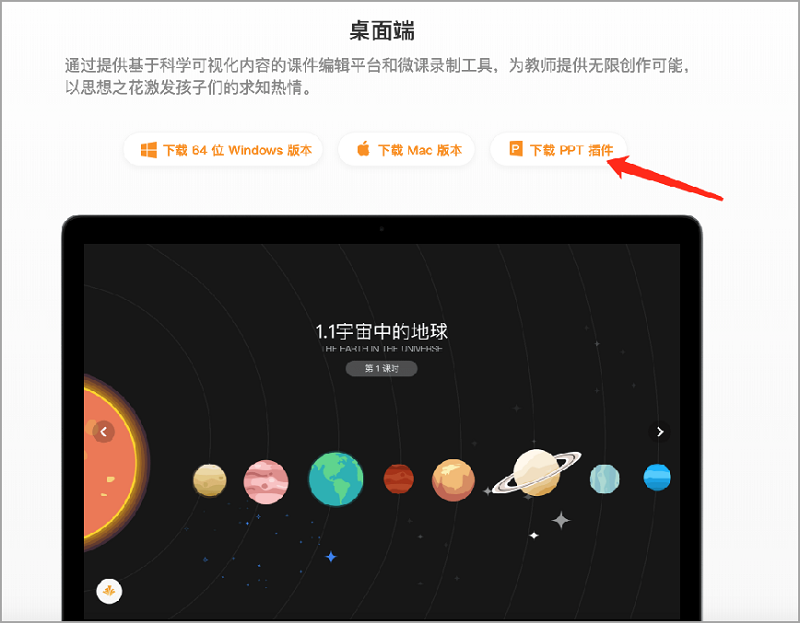 桌面端
通过提供基于科学可视化内容的课件编辑平台和微课录制工具，为教师提供无限创作可能，
以思想之花激发孩子们的求知热情。
下载 64 位 Windows 版本
下载 Mac 版本
下载 PPT 插件
1.1宇宙中的地球
THE EARTH IN THE UNIVERSE
第 1 课时